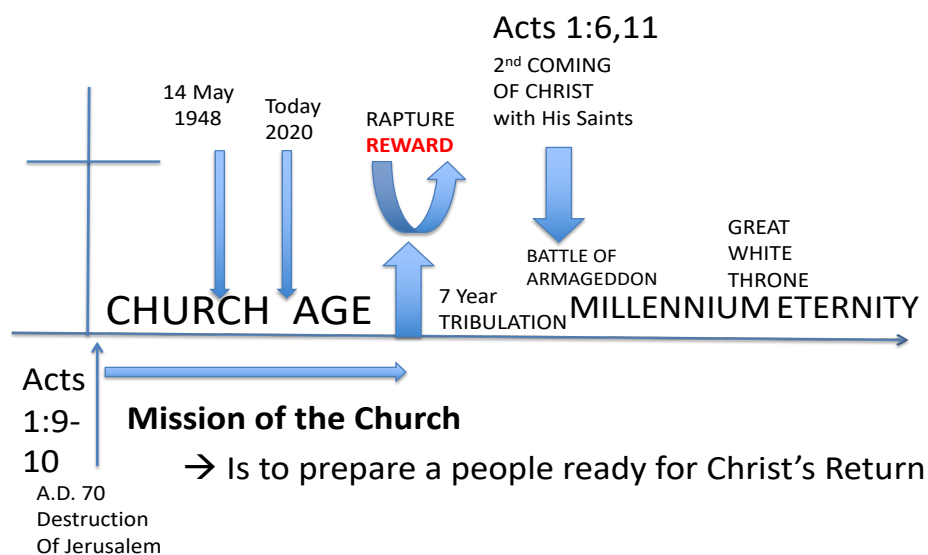 Acts 1:6,11
2nd COMING
OF CHRIST
with His Saints
14 May
1948
Today
2020
RAPTURE
REWARD
GREAT
WHITE
THRONE
BATTLE OF
ARMAGEDDON
CHURCH AGE
7 Year
TRIBULATION
MILLENNIUM
ETERNITY
Acts
1:9-
10
A.D. 70
Destruction
Of Jerusalem
Mission of the Church
→ Is to prepare a people ready for Christ’s Return